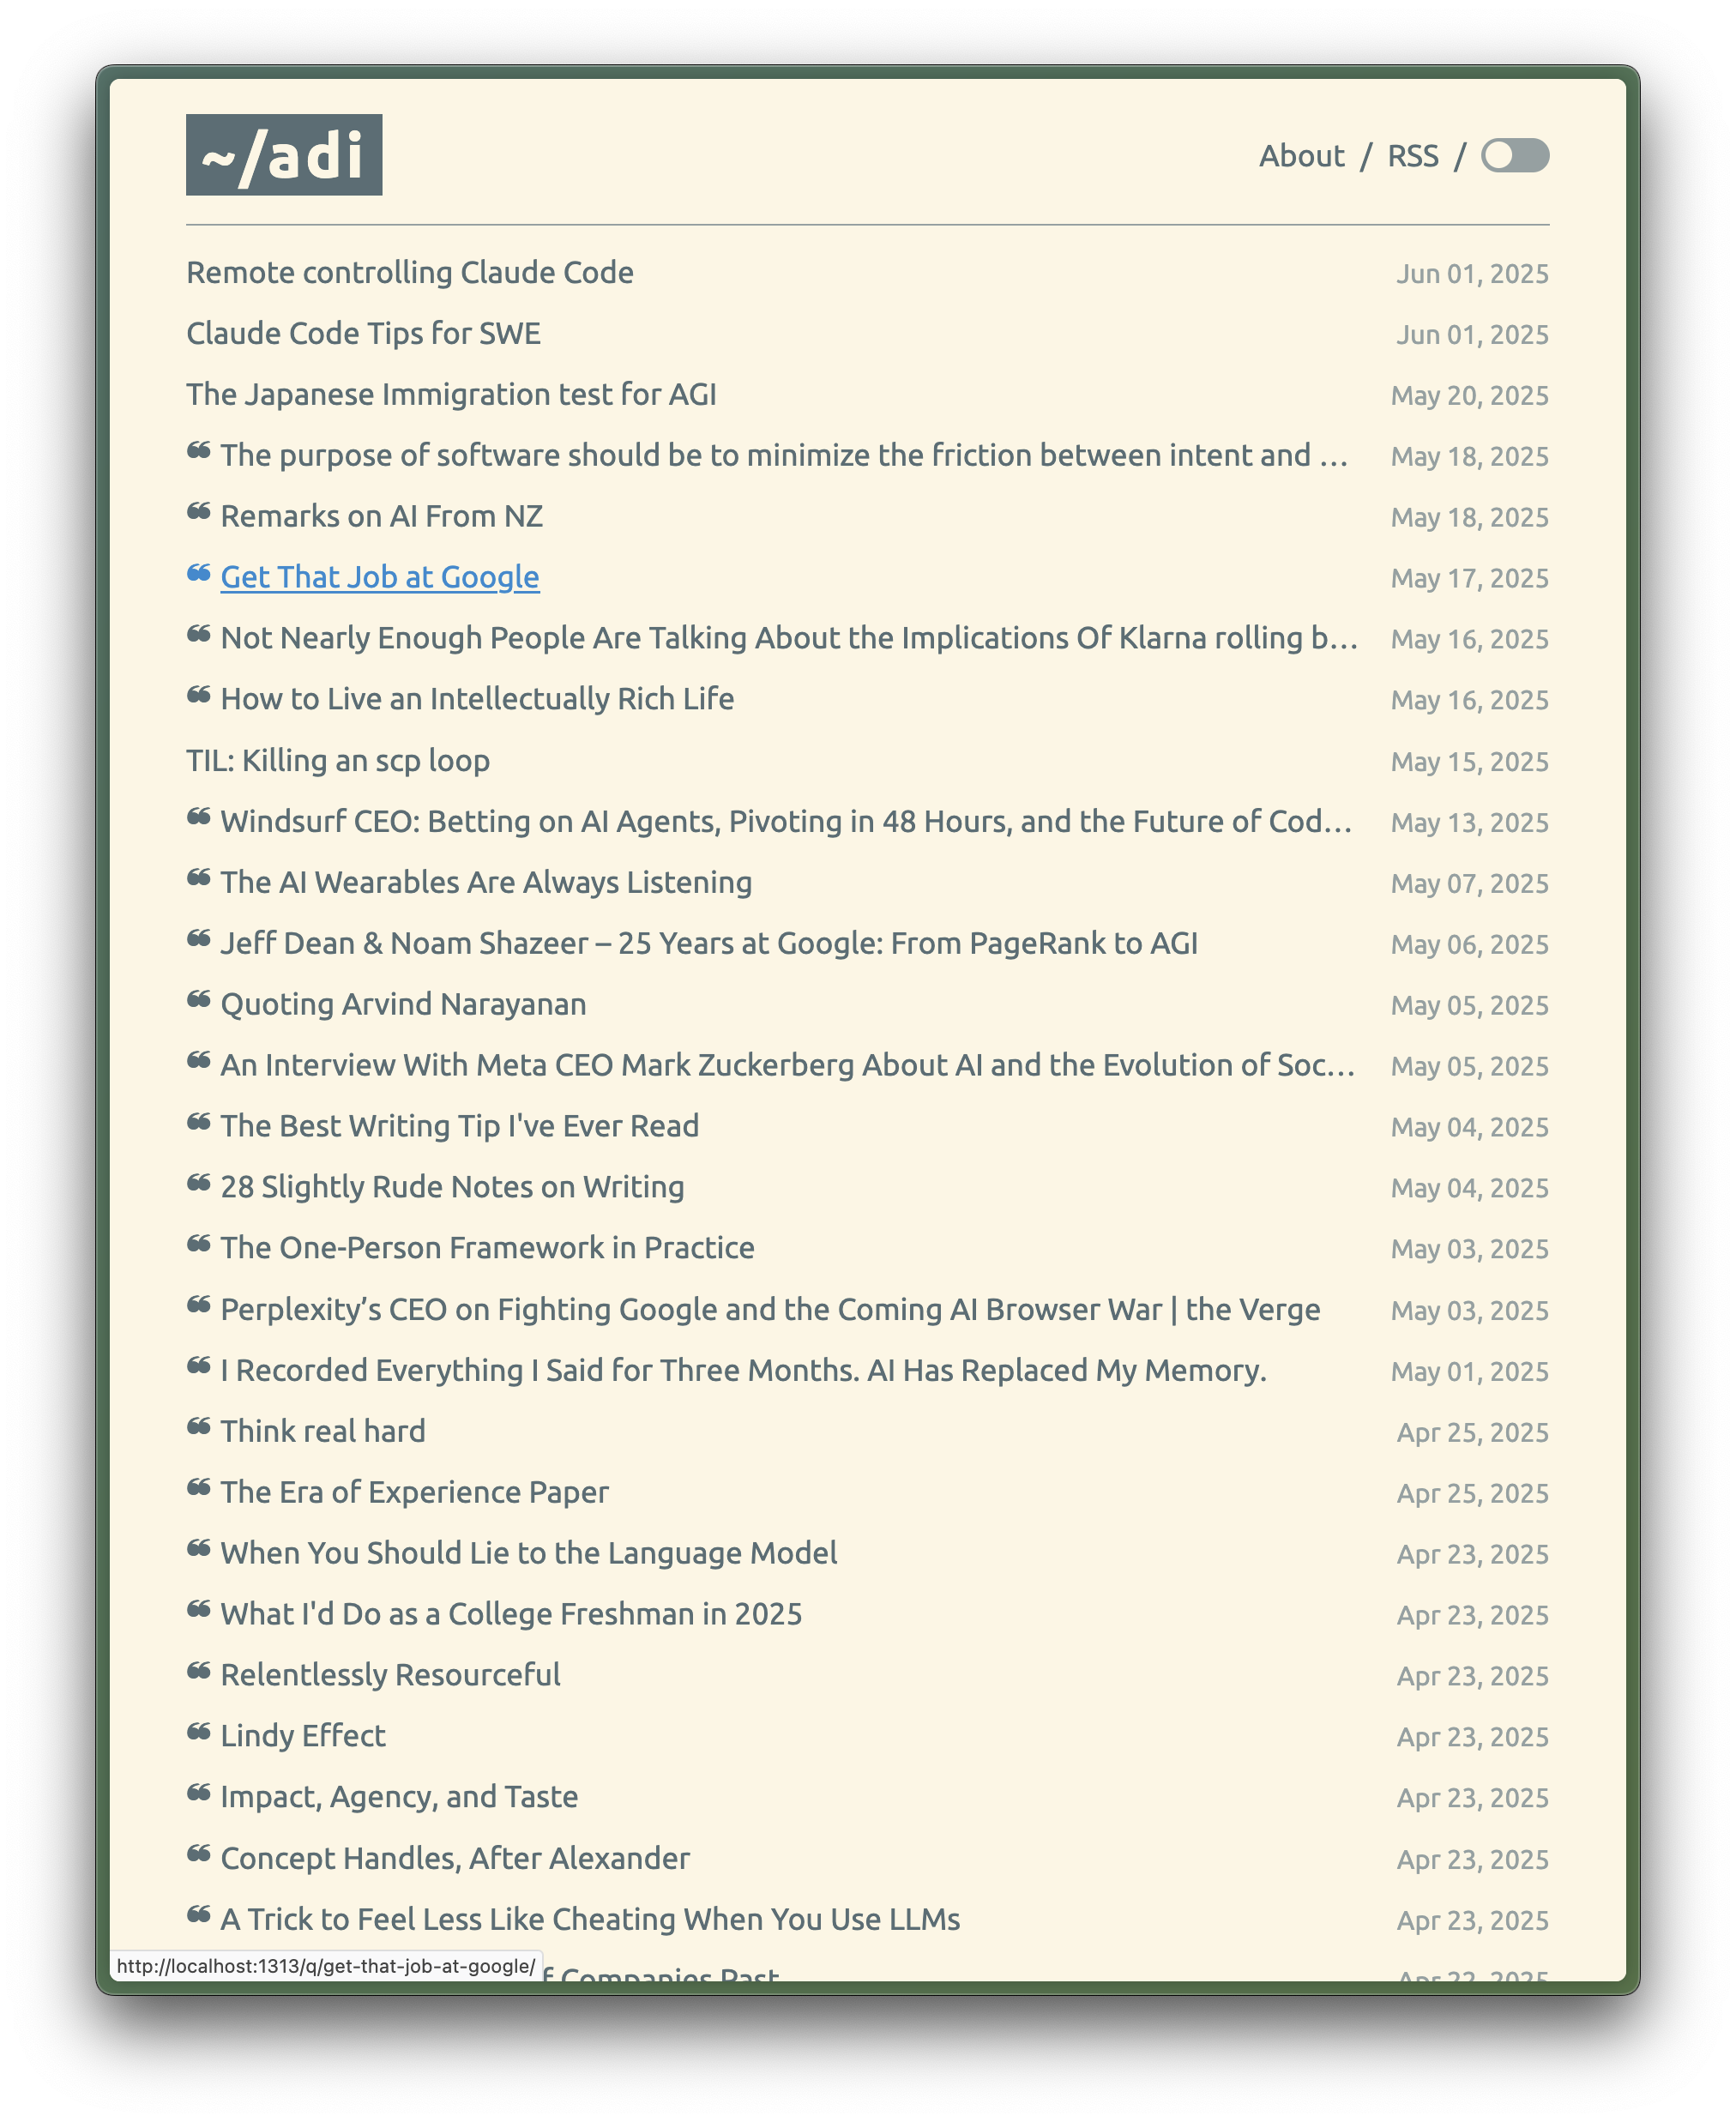 ~/adi
About / RSS /
Remote controlling Claude Code Jun 01, 2025
Claude Code Tips for SWE Jun 01, 2025
The Japanese Immigration test for AGI May 20, 2025
❝ The purpose of software should be to minimize the friction between intent and … May 18, 2025
❝ Remarks on AI From NZ May 18, 2025
❝ Get That Job at Google May 17, 2025
❝ Not Nearly Enough People Are Talking About the Implications Of Klarna rolling b… May 16, 2025
❝ How to Live an Intellectually Rich Life May 16, 2025
TIL: Killing an scp loop May 15, 2025
❝ Windsurf CEO: Betting on AI Agents, Pivoting in 48 Hours, and the Future of Cod… May 13, 2025
❝ The AI Wearables Are Always Listening May 07, 2025
❝ Jeff Dean & Noam Shazeer – 25 Years at Google: From PageRank to AGI May 06, 2025
❝ Quoting Arvind Narayanan May 05, 2025
❝ An Interview With Meta CEO Mark Zuckerberg About AI and the Evolution of Soc… May 05, 2025
❝ The Best Writing Tip I've Ever Read May 04, 2025
❝ 28 Slightly Rude Notes on Writing May 04, 2025
❝ The One-Person Framework in Practice May 03, 2025
❝ Perplexity’s CEO on Fighting Google and the Coming AI Browser War | the Verge May 03, 2025
❝ I Recorded Everything I Said for Three Months. AI Has Replaced My Memory. May 01, 2025
❝ Think real hard Apr 25, 2025
❝ The Era of Experience Paper Apr 25, 2025
❝ When You Should Lie to the Language Model Apr 23, 2025
❝ What I'd Do as a College Freshman in 2025 Apr 23, 2025
❝ Relentlessly Resourceful Apr 23, 2025
❝ Lindy Effect Apr 23, 2025
❝ Impact, Agency, and Taste Apr 23, 2025
❝ Concept Handles, After Alexander Apr 23, 2025
❝ A Trick to Feel Less Like Cheating When You Use LLMs Apr 23, 2025
f Companies Past Apr 22, 2025
http://localhost:1313/q/get-that-job-at-google/